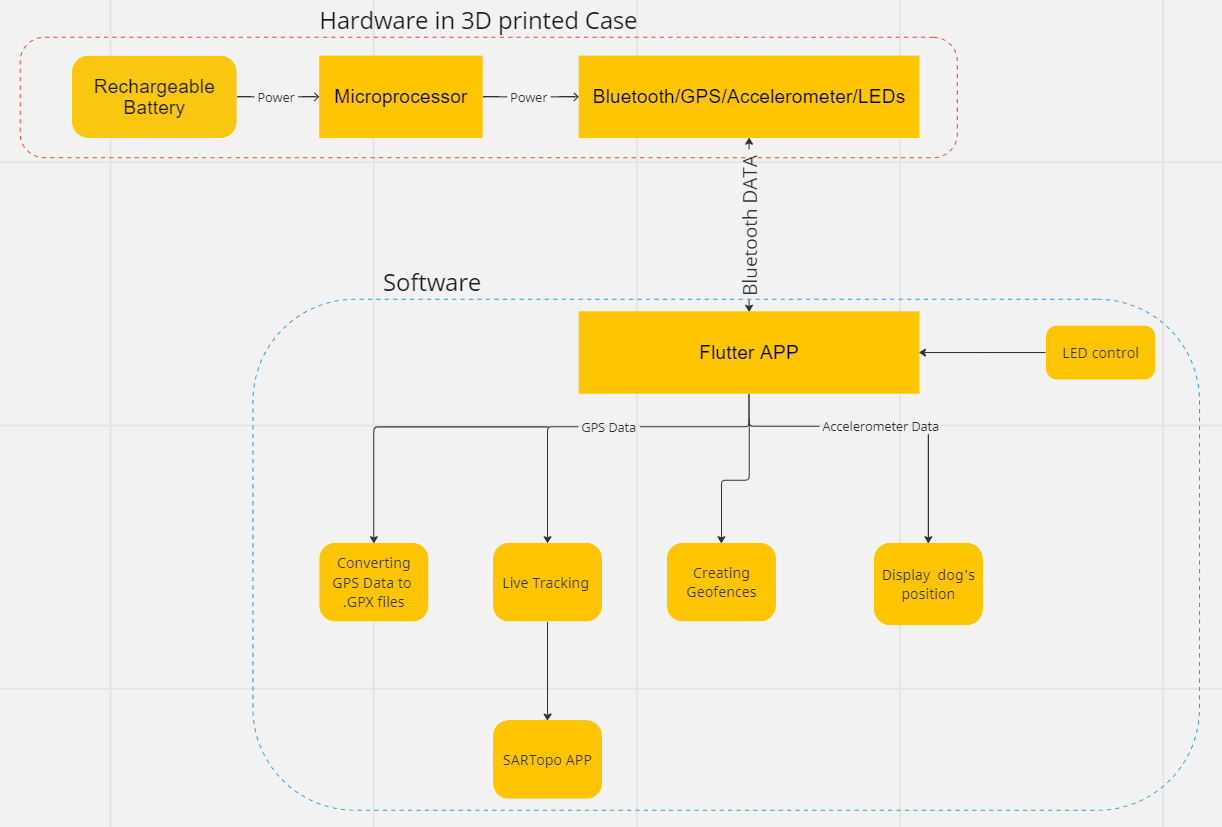 Hardware in 3D printed Case
Rechargeable
Battery
Power
Microprocessor
Power
Bluetooth/GPS/Accelerometer/LEDs
Bluetooth DATA
Software
Flutter APP
LED control
GPS Data
Accelerometer Data
Converting
GPS Data to
.GPX files
Live Tracking
Creating
Geofences
Display dog's
position
SARTopo APP